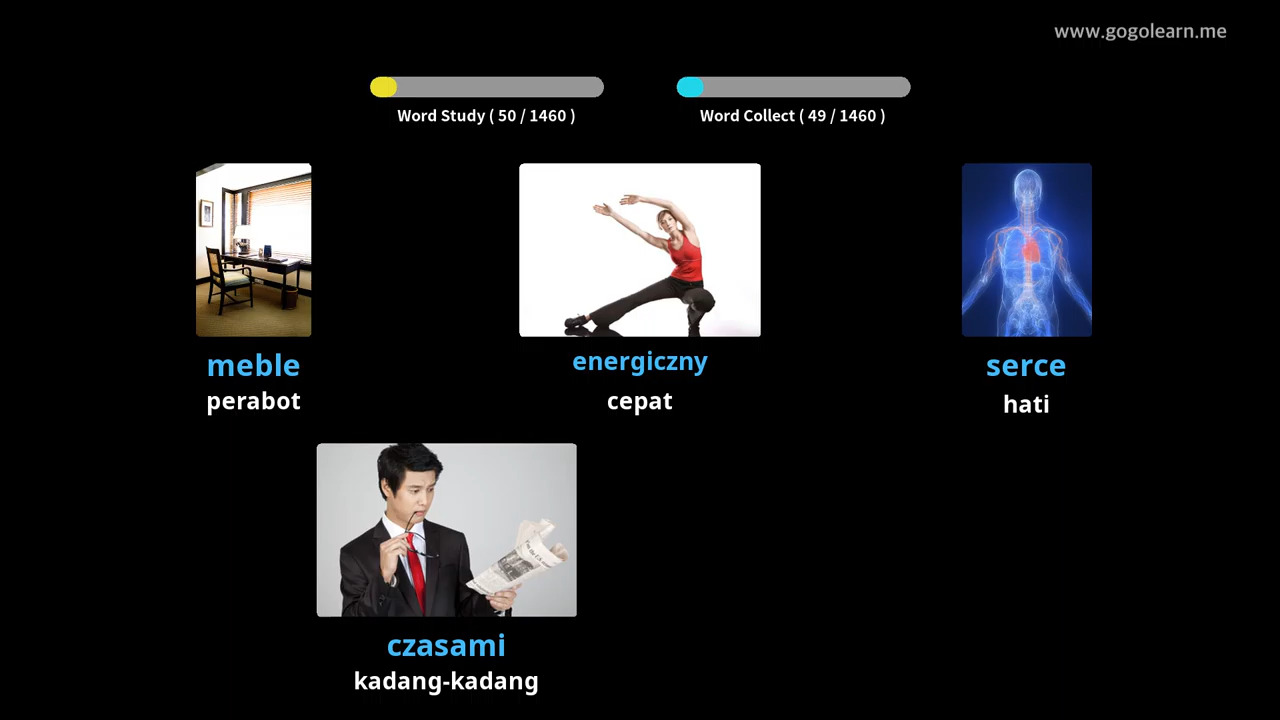 www.gogolearn.me
Word Study ( 50 / 1460 )
Word Collect ( 49 / 1460 )
meble
perabot
energiczny
cepat
serce
hati
czasami
kadang-kadang